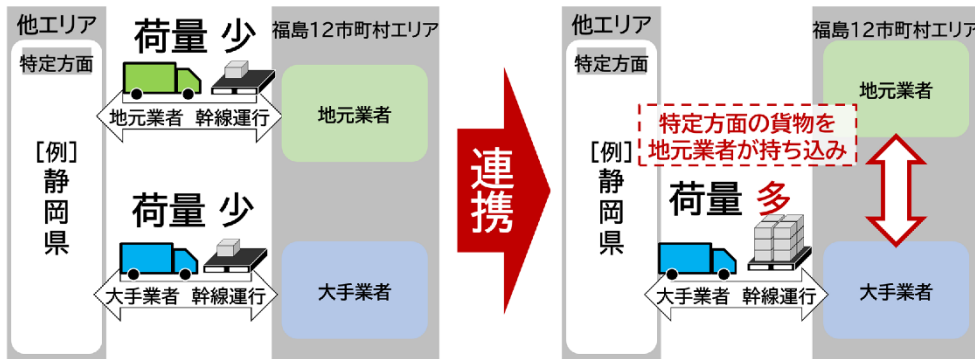 他エリア
特定方面
[例]
静岡県
荷量 少
地元業者 幹線運行
荷量 少
大手業者 幹線運行
福島12市町村エリア
地元業者
大手業者
連携
他エリア
特定方面
[例]
静岡県
特定方面の貨物を
地元業者が持ち込み
荷量 多
大手業者 幹線運行
福島12市町村エリア
地元業者
大手業者